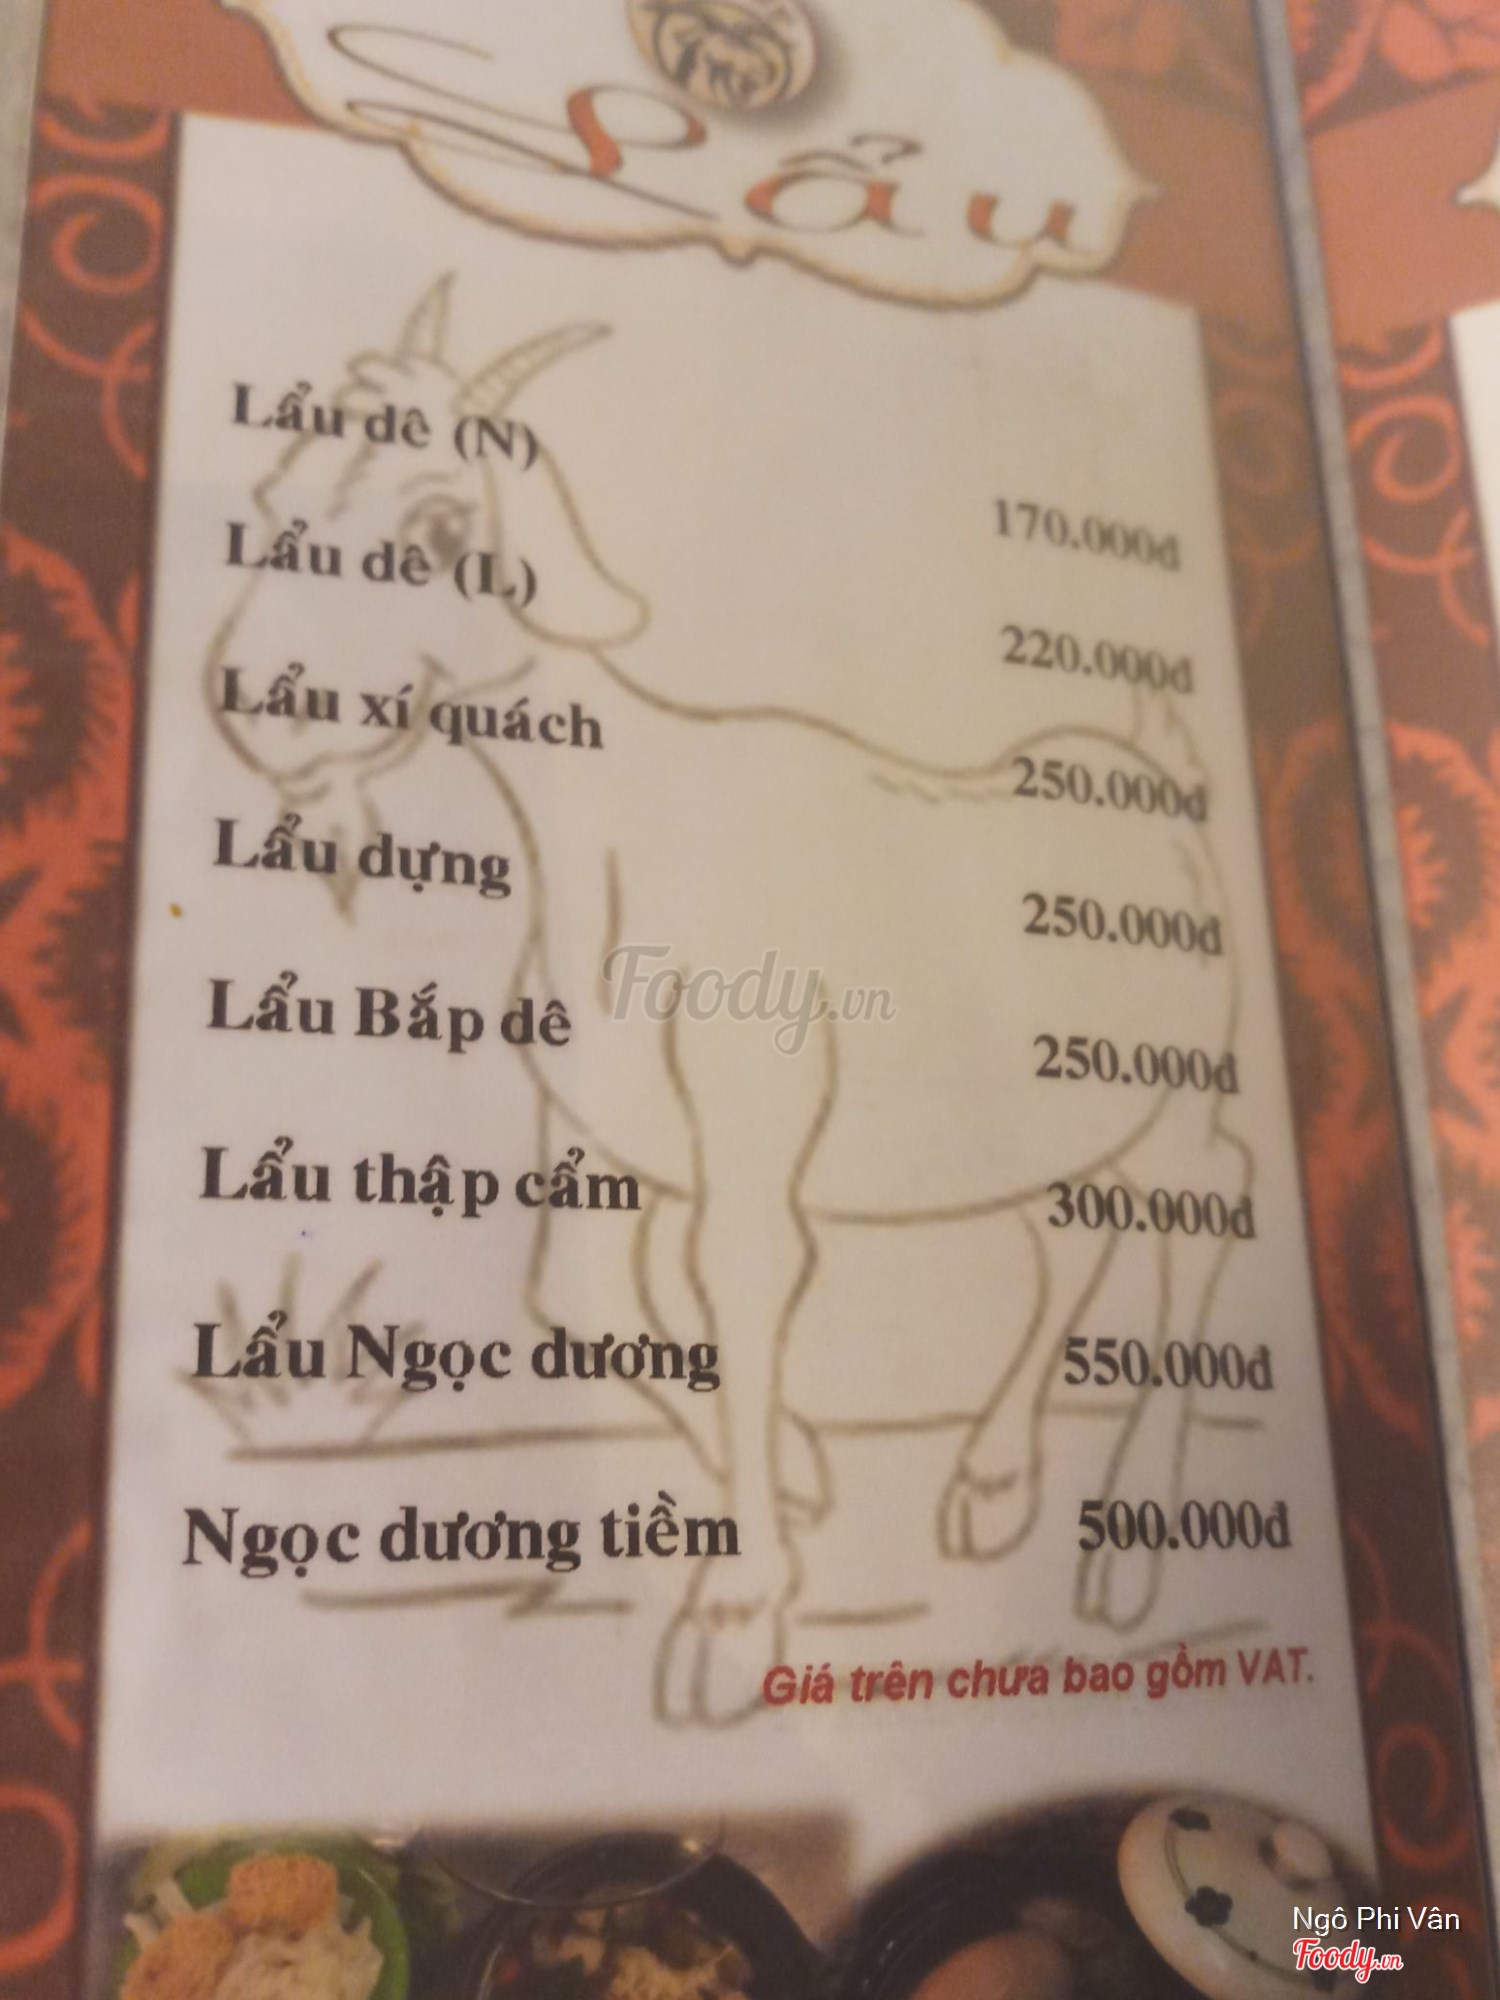 Lẩu
Lẩu dê (N) 170.000đ
Lẩu dê (L) 220.000đ
Lẩu xí quách 250.000đ
Lẩu dựng 250.000đ
Lẩu Bắp dê 250.000đ
Lẩu thập cẩm 300.000đ
Lẩu Ngọc dương 550.000đ
Ngọc dương tiềm 500.000đ
Giá trên chưa bao gồm VAT.
Foody.vn
Ngô Phi Vân
Foody.vn